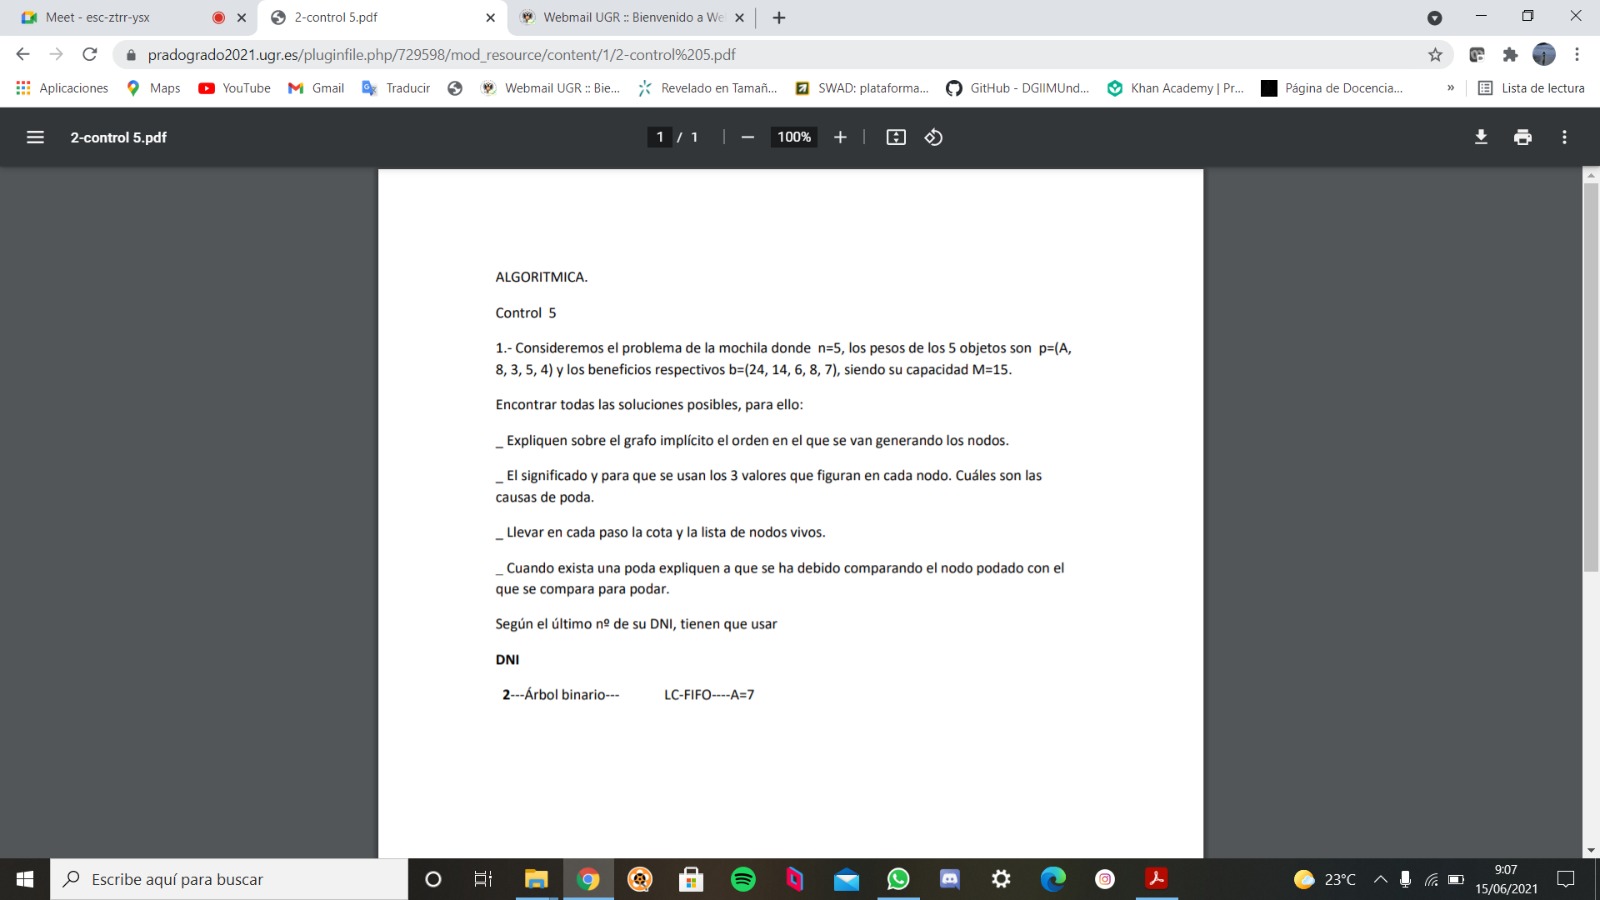 Meet - esc-ztrr-ysx
2-control 5.pdf
Webmail UGR :: Bienvenido a We
pradogrado2021.ugr.es/pluginfile.php/729598/mod_resource/content/1/2-control%205.pdf
Aplicaciones
Maps
YouTube
Gmail
Traducir
Webmail UGR :: Bie...
Revelado en Tamañ...
SWAD: plataforma...
GitHub - DGIIMUnd...
Khan Academy | Pr...
Página de Docencia...
»
Lista de lectura
2-control 5.pdf
1 / 1
100%
ALGORITMICA.
Control 5
1.- Consideremos el problema de la mochila donde n=5, los pesos de los 5 objetos son p=(A,
8, 3, 5, 4) y los beneficios respectivos b=(24, 14, 6, 8, 7), siendo su capacidad M=15.
Encontrar todas las soluciones posibles, para ello:
_ Expliquen sobre el grafo implícito el orden en el que se van generando los nodos.
_ El significado y para que se usan los 3 valores que figuran en cada nodo. Cuáles son las
causas de poda.
_ Llevar en cada paso la cota y la lista de nodos vivos.
_ Cuando exista una poda expliquen a que se ha debido comparando el nodo podado con el
que se compara para podar.
Según el último nº de su DNI, tienen que usar
DNI
2---Árbol binario--- LC-FIFO----A=7
Escribe aquí para buscar
23°C
9:07
15/06/2021